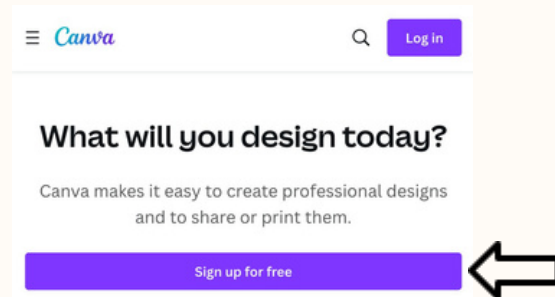 Canva
Log in
What will you design today?
Canva makes it easy to create professional designs
and to share or print them.
Sign up for free